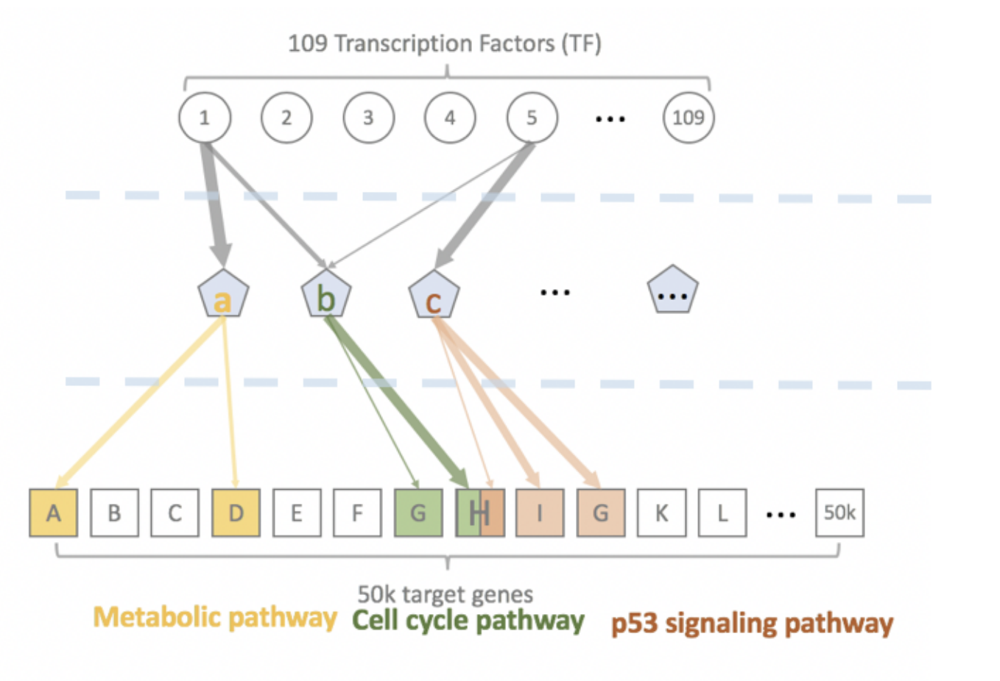 109 Transcription Factors (TF)
1 2 3 4 5 ... 109
a b c ... ...
A B C D E F G H I G K L ... 50k
50k target genes
Metabolic pathway Cell cycle pathway p53 signaling pathway